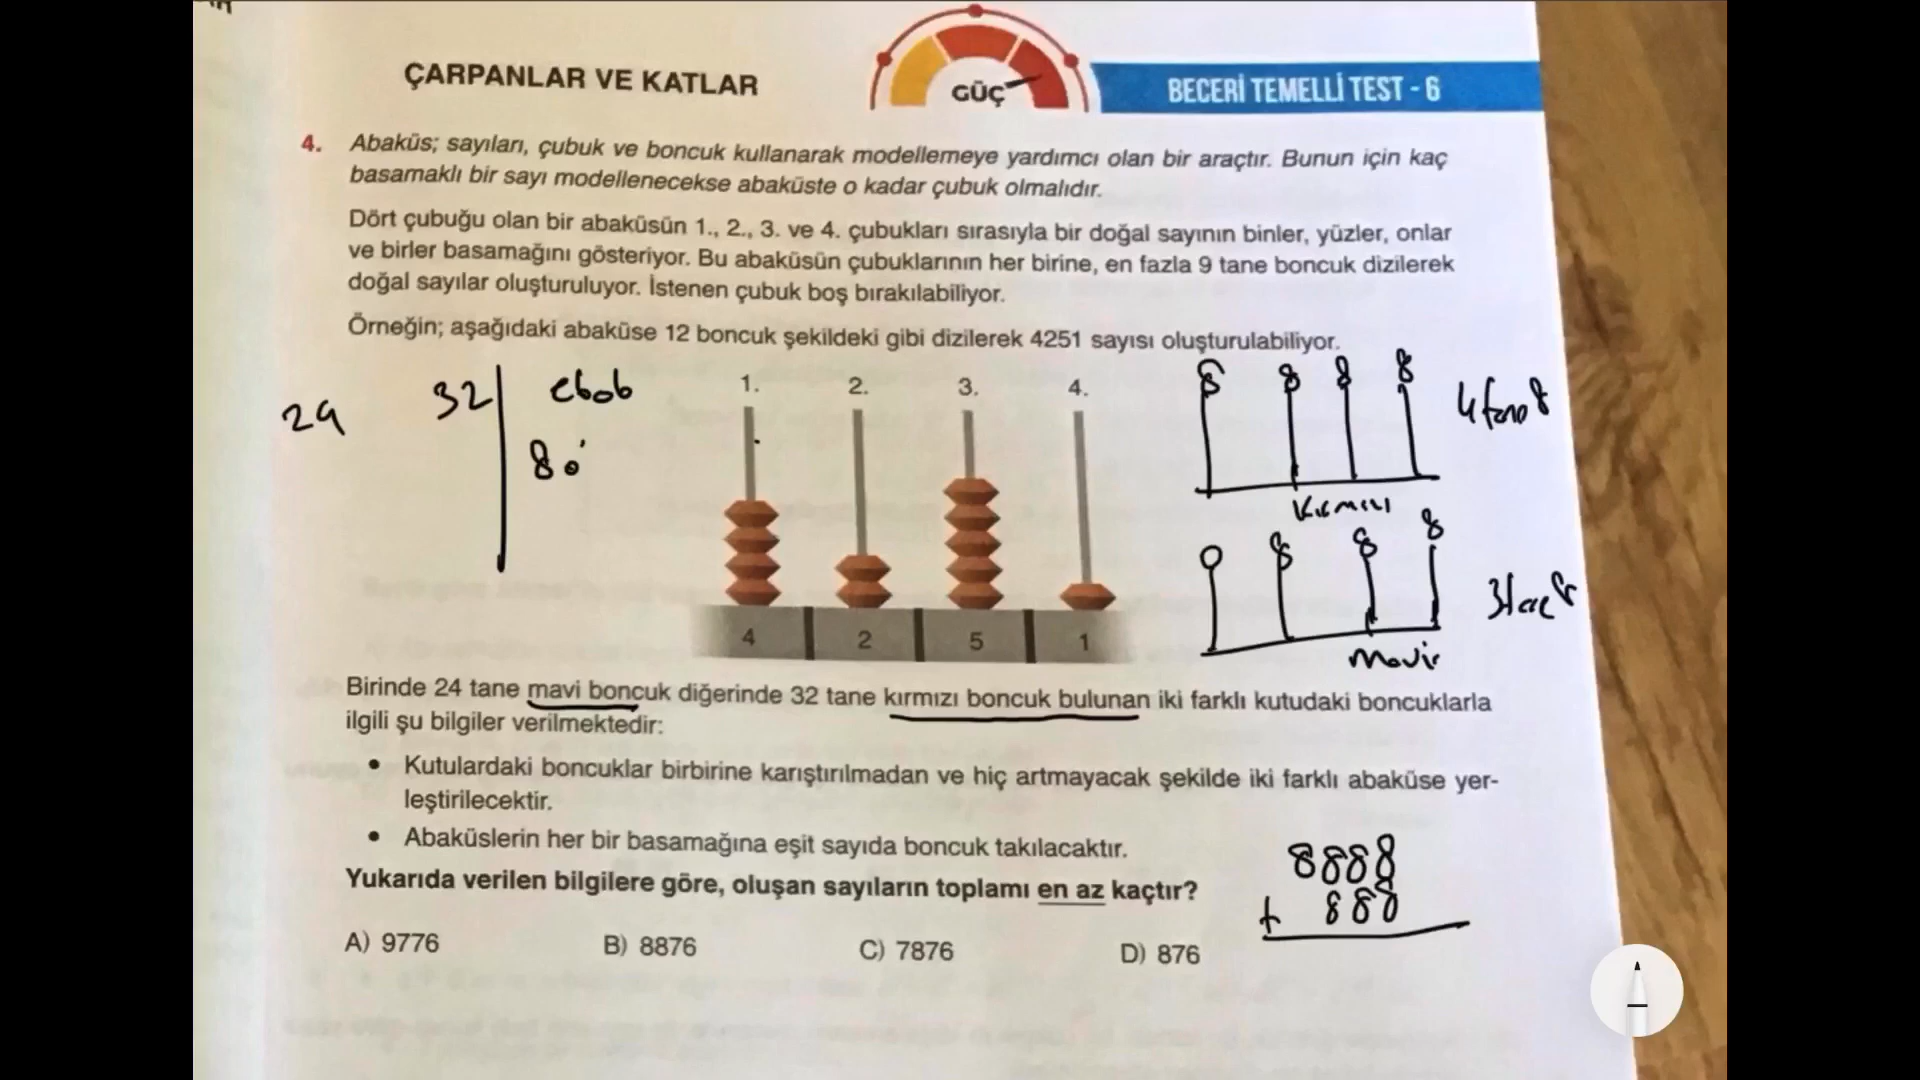 ÇARPANLAR VE KATLAR
GÜÇ
BECERİ TEMELLİ TEST - 6
4. Abaküs; sayıları, çubuk ve boncuk kullanarak modellemeye yardımcı olan bir araçtır. Bunun için kaç
basamaklı bir sayı modellenecekse abaküste o kadar çubuk olmalıdır.
Dört çubuğu olan bir abaküsün 1., 2., 3. ve 4. çubukları sırasıyla bir doğal sayının binler, yüzler, onlar
ve birler basamağını gösteriyor. Bu abaküsün çubuklarının her birine, en fazla 9 tane boncuk dizilerek
doğal sayılar oluşturuluyor. İstenen çubuk boş bırakılabiliyor.
Örneğin; aşağıdaki abaküse 12 boncuk şekildeki gibi dizilerek 4251 sayısı oluşturulabiliyor.
24 32 ebob
8
1. 2. 3. 4.
8 8 8 8
Kırmızı
0 8 8 8
Mavi
4 2 5 1
Birinde 24 tane mavi boncuk diğerinde 32 tane kırmızı boncuk bulunan iki farklı kutudaki boncuklarla
ilgili şu bilgiler verilmektedir:
• Kutulardaki boncuklar birbirine karıştırılmadan ve hiç artmayacak şekilde iki farklı abaküse yer-
leştirilecektir.
• Abaküslerin her bir basamağına eşit sayıda boncuk takılacaktır.
Yukarıda verilen bilgilere göre, oluşan sayıların toplamı en az kaçtır?
8888
+ 888
A) 9776 B) 8876 C) 7876 D) 876